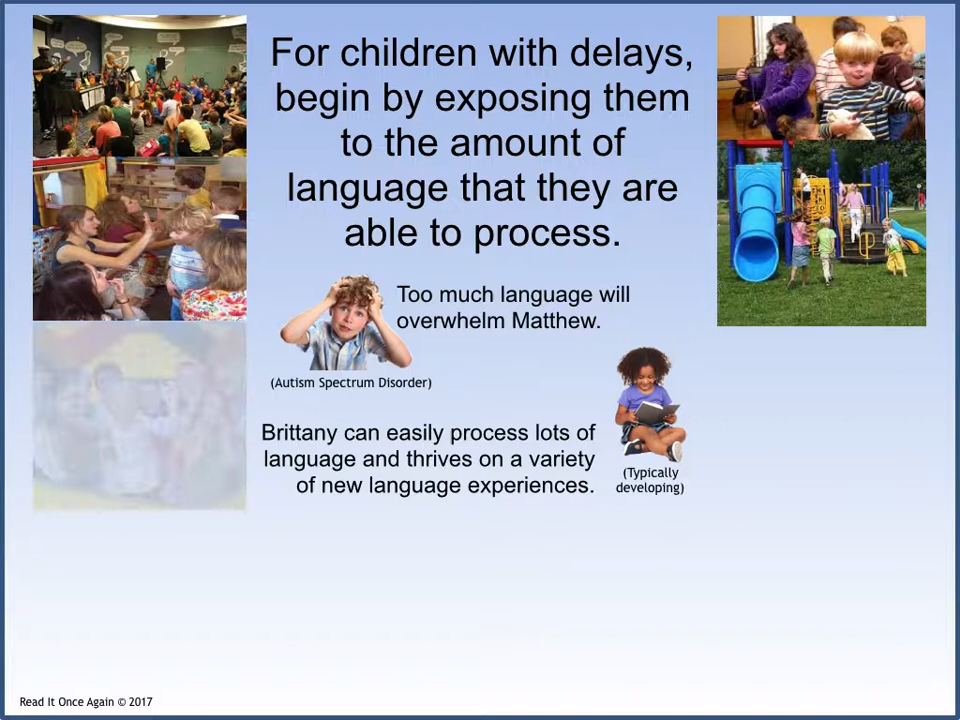 For children with delays,
begin by exposing them
to the amount of
language that they are
able to process.
Too much language will
overwhelm Matthew.
(Autism Spectrum Disorder)
Brittany can easily process lots of
language and thrives on a variety
of new language experiences.
(Typically
developing)
Read It Once Again © 2017